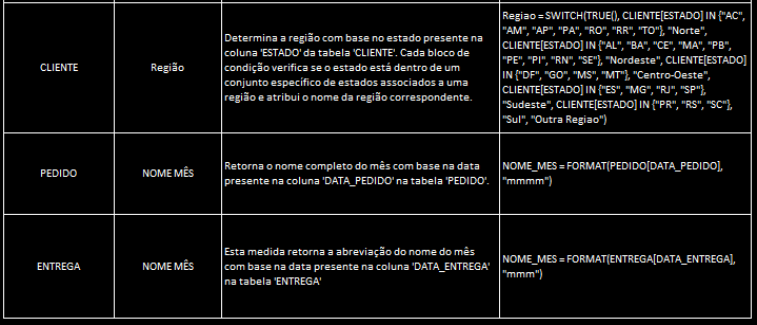 CLIENTE
Região
Determina a região com base no estado presente na
coluna 'ESTADO' da tabela 'CLIENTE'. Cada bloco de
condição verifica se o estado está dentro de um
conjunto específico de estados associados a uma
região e atribui o nome da região correspondente.
Regiao = SWITCH(TRUE(), CLIENTE[ESTADO] IN {"AC",
"AM", "AP", "PA", "RO", "RR", "TO"}, "Norte",
CLIENTE[ESTADO] IN {"AL", "BA", "CE", "MA", "PB",
"PE", "PI", "RN", "SE"}, "Nordeste", CLIENTE[ESTADO]
IN {"DF", "GO", "MS", "MT"}, "Centro-Oeste",
CLIENTE[ESTADO] IN {"ES", "MG", "RJ", "SP"},
"Sudeste", CLIENTE[ESTADO] IN {"PR", "RS", "SC"},
"Sul", "Outra Regiao")
PEDIDO
NOME MÊS
Retorna o nome completo do mês com base na data
presente na coluna 'DATA_PEDIDO' na tabela 'PEDIDO'.
NOME_MES = FORMAT(PEDIDO[DATA_PEDIDO],
"mmmm")
ENTREGA
NOME MÊS
Esta medida retorna a abreviação do nome do mês
com base na data presente na coluna 'DATA_ENTREGA'
na tabela 'ENTREGA'
NOME_MES = FORMAT(ENTREGA[DATA_ENTREGA],
"mmm")